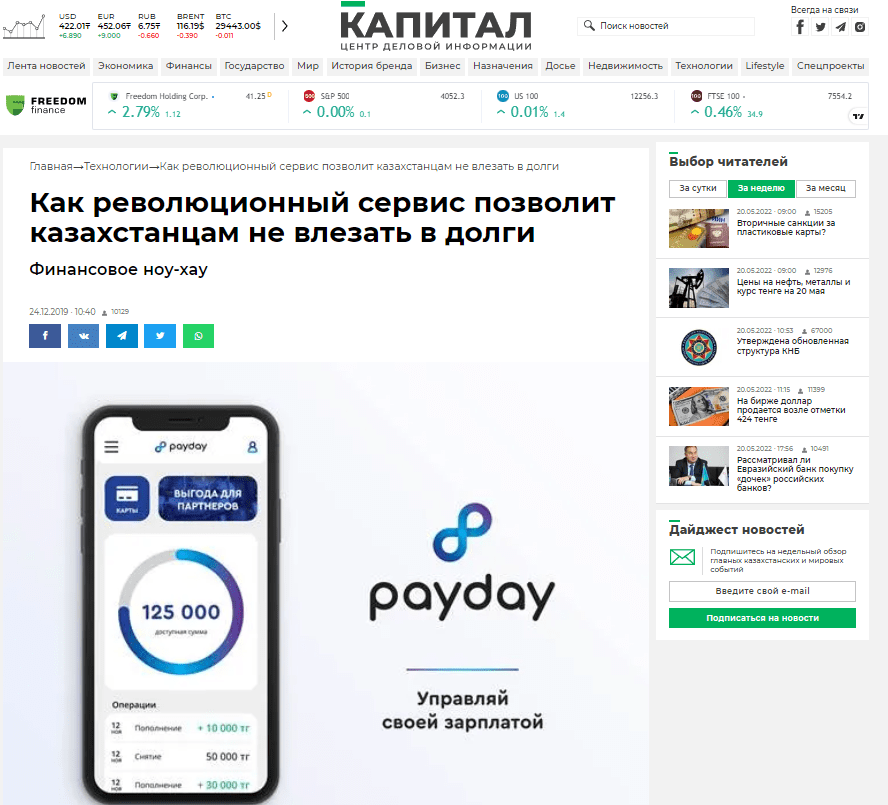 USD EUR RUB BRENT BTC
422.01₸ 452.06₸ 6.75₸ 116.19$ 29443.00$
+6.890 +9.000 -0.660 -0.390 -0.011
КАПИТАЛ
ЦЕНТР ДЕЛОВОЙ ИНФОРМАЦИИ
Поиск новостей
Всегда на связи
Лента новостей Экономика Финансы Государство Мир История бренда Бизнес Назначения Досье Недвижимость Технологии Lifestyle Спецпроекты
FREEDOM
finance
Freedom Holding Corp. 41.25 D
2.79% 1.12
500 S&P 500 4052.3
0.00% 0.1
100 US 100 12256.3
0.01% 1.4
100 FTSE 100 7554.2
0.46% 34.9
Главная→Технологии→Как революционный сервис позволит казахстанцам не влезать в долги
Как революционный сервис позволит
казахстанцам не влезать в долги
Финансовое ноу-хау
24.12.2019 · 10:40 10129
payday
КАРТЫ
ВЫГОДА ДЛЯ
ПАРТНЕРОВ
125 000
доступная сумма
Операции
12 Пополнение + 10 000 тг
НОЯ
12 Снятие 50 000 тг
НОЯ
12 Пополнение + 30 000 тг
payday
Управляй
своей зарплатой
Выбор читателей
За сутки За неделю За месяц
20.05.2022 · 09:00 15205
Вторичные санкции за
пластиковые карты?
20.05.2022 · 09:00 12976
Цены на нефть, металлы и
курс тенге на 20 мая
20.05.2022 · 10:53 67000
Утверждена обновленная
структура КНБ
20.05.2022 · 11:15 11399
На бирже доллар
продается возле отметки
424 тенге
20.05.2022 · 17:56 10491
Рассматривал ли
Евразийский банк покупку
«дочек» российских
банков?
Дайджест новостей
Подпишитесь на недельный обзор
главных казахстанских и мировых
событий
Введите свой e-mail
Подписаться на новости